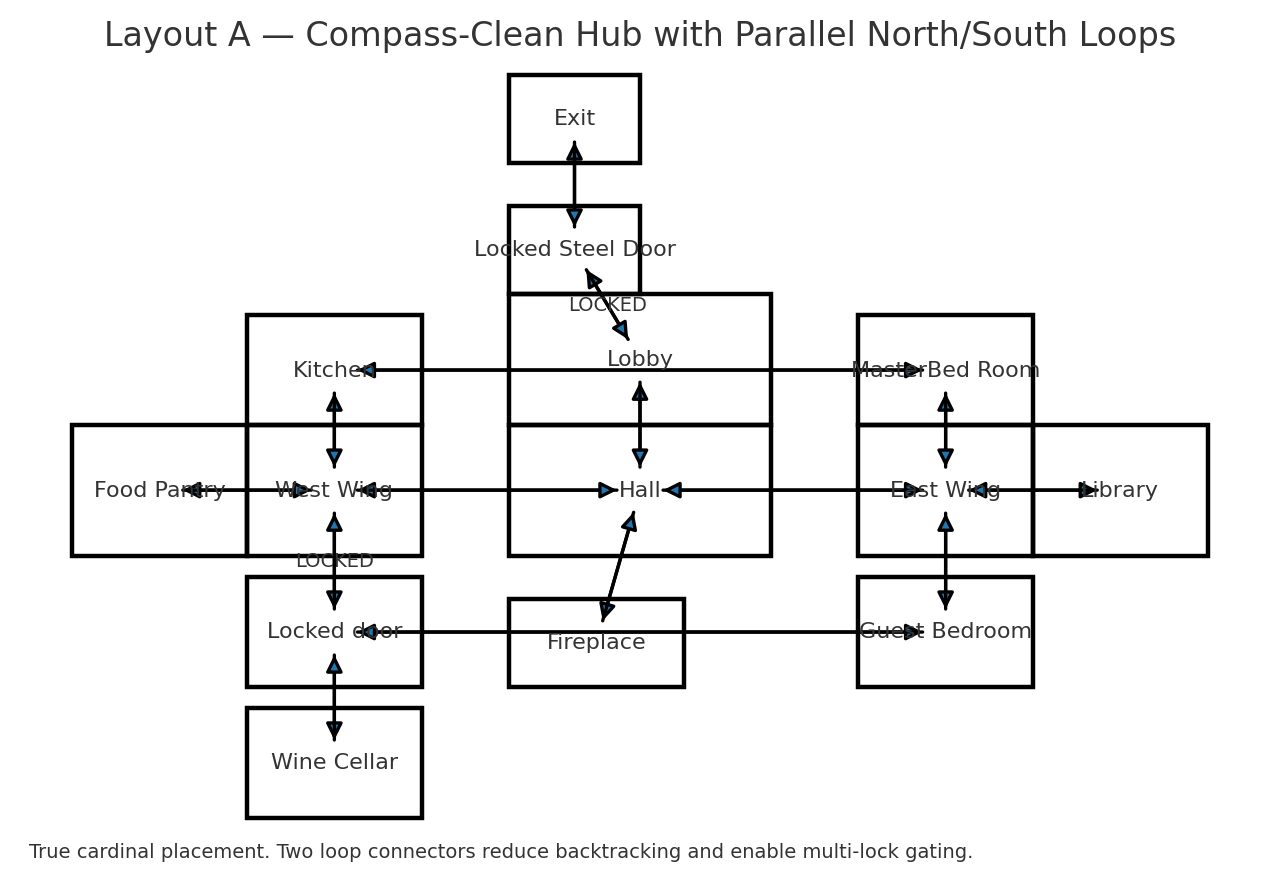 Layout A — Compass-Clean Hub with Parallel North/South Loops
Exit
Locked Steel Door
LOCKED
Lobby
Kitchen
MasterBed Room
Food Pantry
West Wing
Hall
East Wing
Library
LOCKED
Locked door
Fireplace
Guest Bedroom
Wine Cellar
True cardinal placement. Two loop connectors reduce backtracking and enable multi-lock gating.